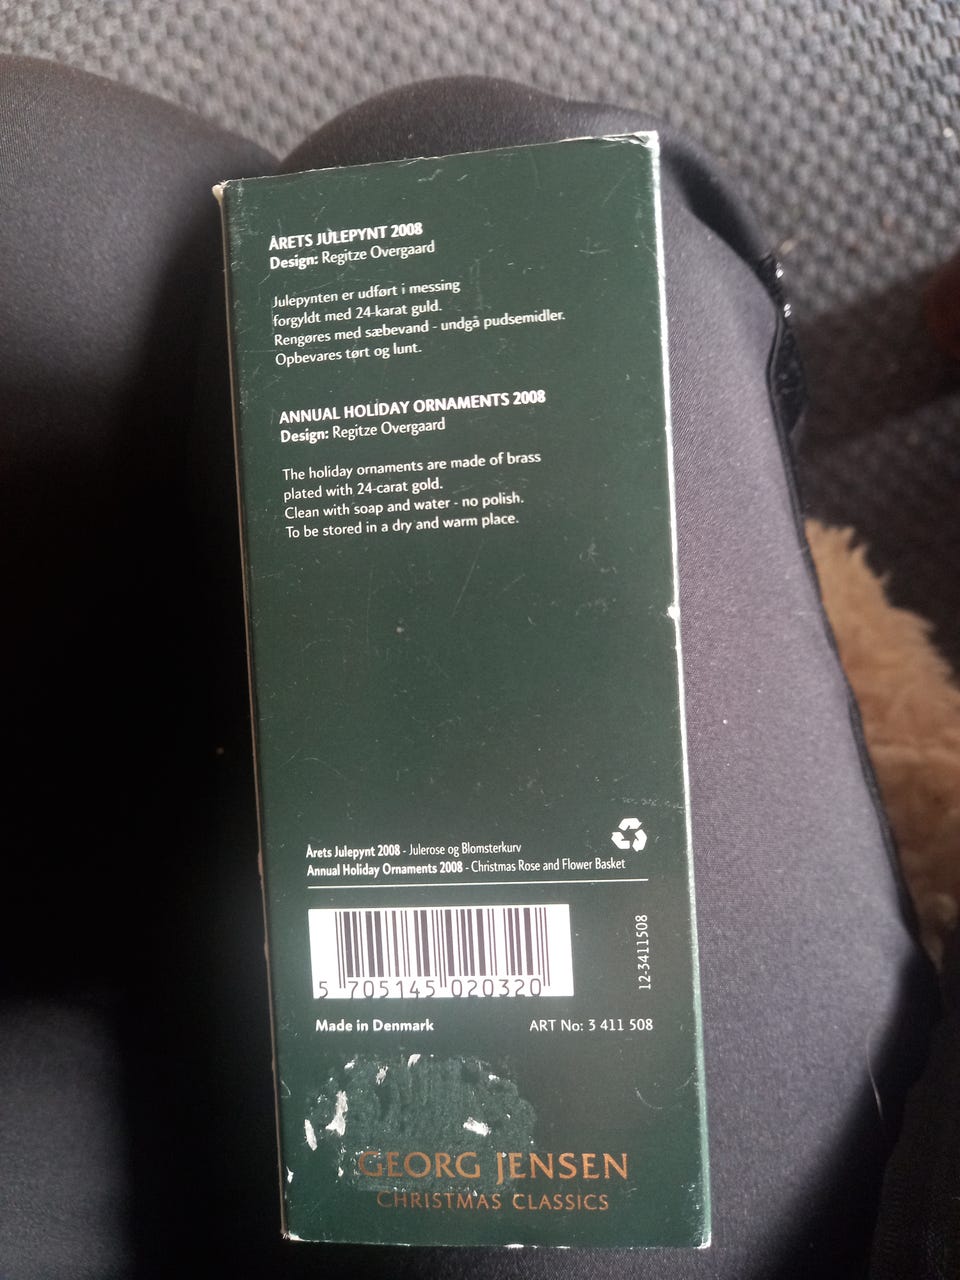 ÅRETS JULEPYNT 2008
Design: Regitze Overgaard
Julepynten er udført i messing
forgyldt med 24-karat guld.
Rengøres med sæbevand - undgå pudsemidler.
Opbevares tørt og lunt.
ANNUAL HOLIDAY ORNAMENTS 2008
Design: Regitze Overgaard
The holiday ornaments are made of brass
plated with 24-carat gold.
Clean with soap and water - no polish.
To be stored in a dry and warm place.
Årets Julepynt 2008 - Julerose og Blomsterkurv
Annual Holiday Ornaments 2008 - Christmas Rose and Flower Basket
5 705145 020320
12-3411508
Made in Denmark
ART No: 3 411 508
GEORG JENSEN
CHRISTMAS CLASSICS